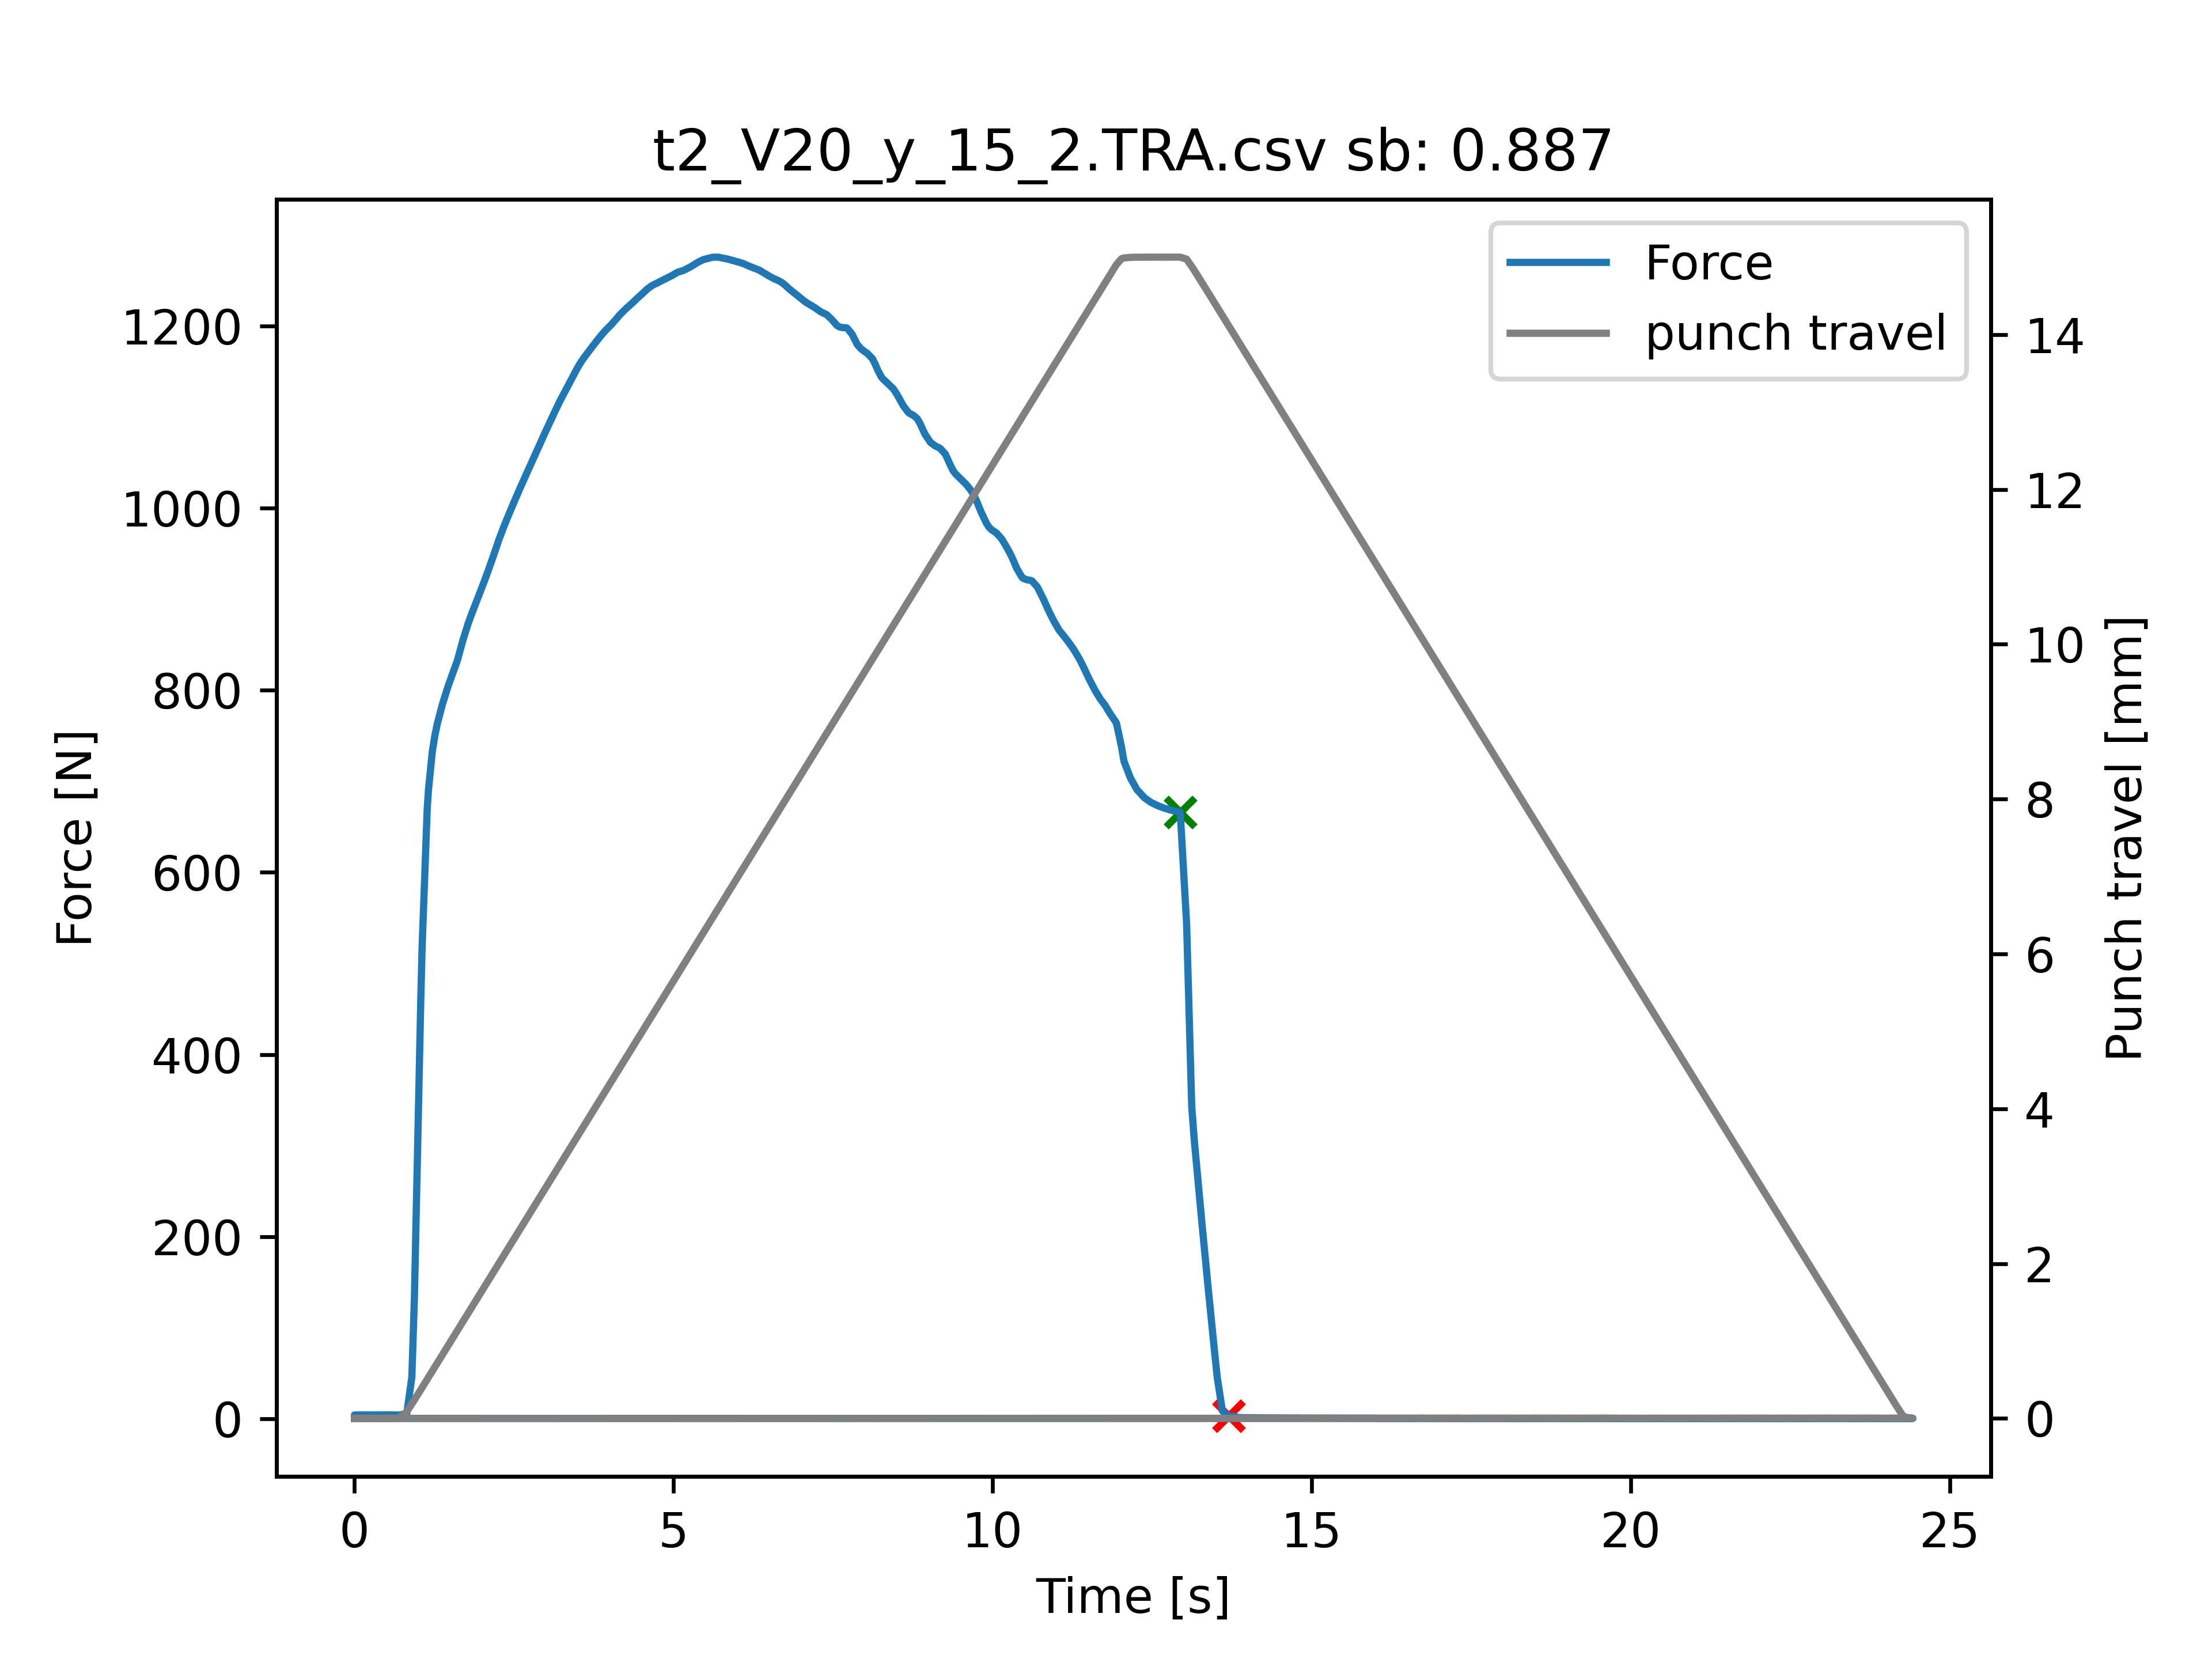 t2_V20_y_15_2.TRA.csv sb: 0.887
Force
punch travel
1200
1000
800
600
400
200
0
Force [N]
14
12
10
8
6
4
2
0
Punch travel [mm]
0 5 10 15 20 25
Time [s]